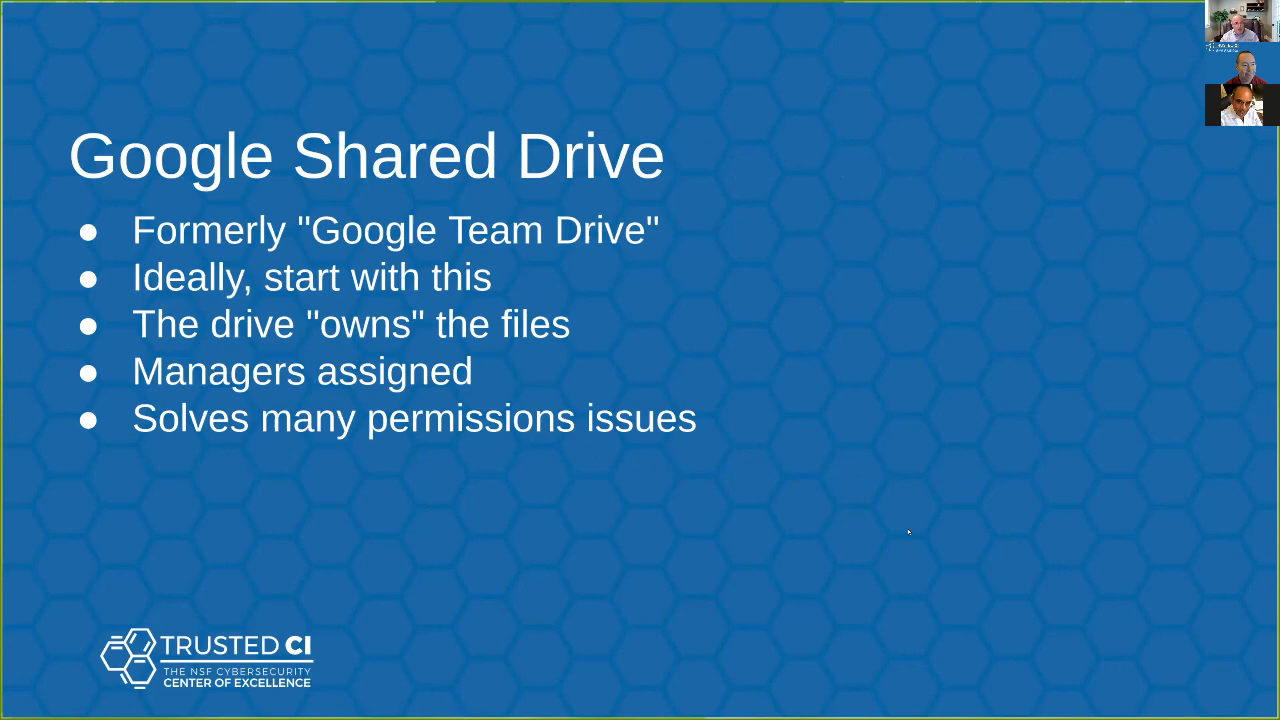 Google Shared Drive
● Formerly "Google Team Drive"
● Ideally, start with this
● The drive "owns" the files
● Managers assigned
● Solves many permissions issues
TRUSTED CI
THE NSF CYBERSECURITY
CENTER OF EXCELLENCE